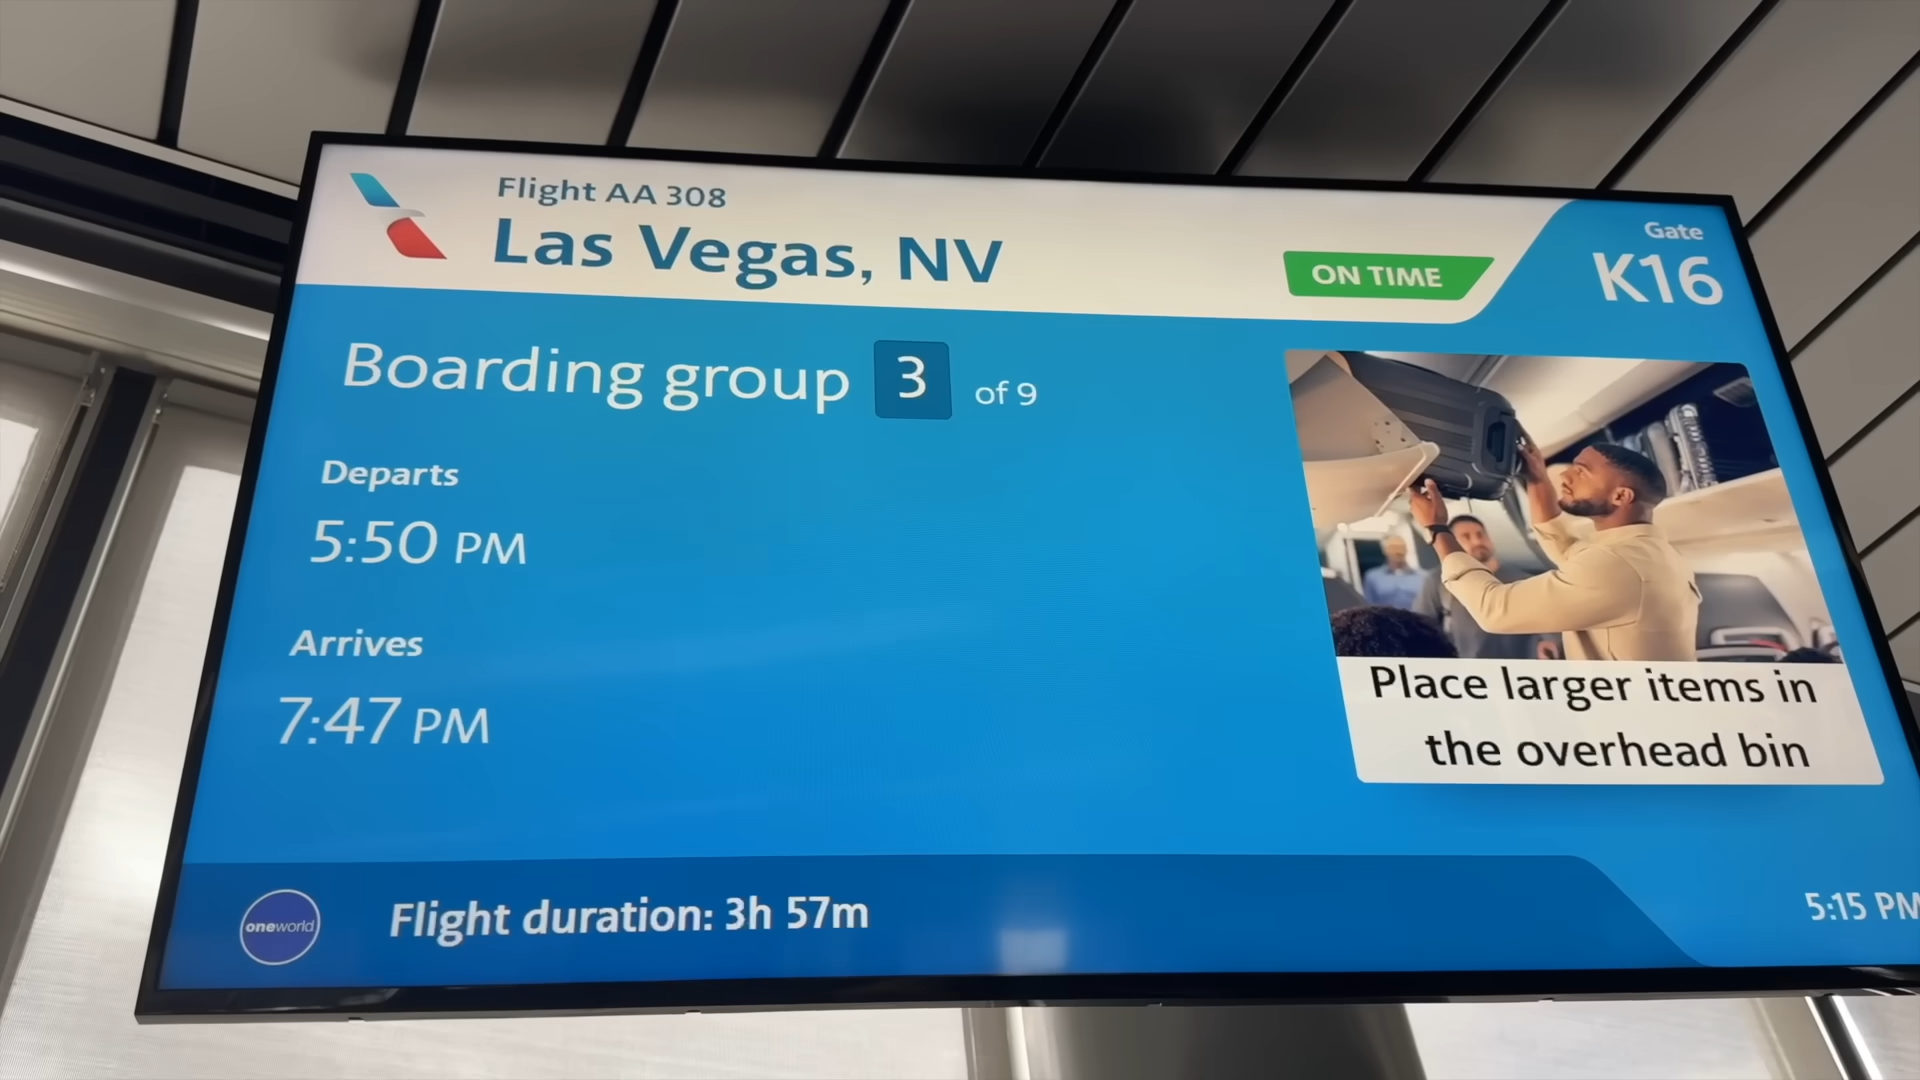 Flight AA 308
Las Vegas, NV
ON TIME
Gate
K16
Boarding group 3 of 9
Departs
5:50 PM
Arrives
7:47 PM
Place larger items in
the overhead bin
oneworld
Flight duration: 3h 57m
5:15 PM